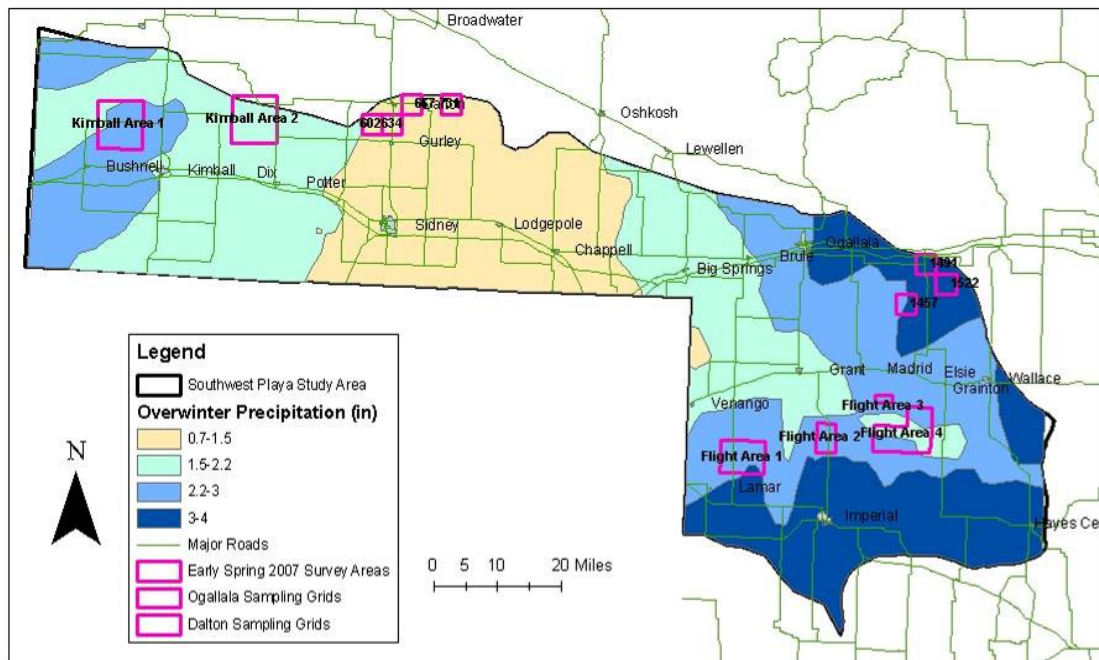 Broadwater
Oshkosh
Lewellen
Kimball Area 1
Kimball Area 2
602 634
Gurley
Bushnell
Kimball
Dix
Potter
Sidney
Lodgepole
Chappell
Big Springs
Brule
Ogallala
1491
1522
1457
Grant
Madrid
Elsie
Grainton
Wallace
Venango
Flight Area 1
Flight Area 2
Flight Area 3
Flight Area 4
Lamar
Imperial
Hayes Ce
N
Legend
Southwest Playa Study Area
Overwinter Precipitation (in)
0.7-1.5
1.5-2.2
2.2-3
3-4
Major Roads
Early Spring 2007 Survey Areas
Ogallala Sampling Grids
Dalton Sampling Grids
0 5 10 20 Miles